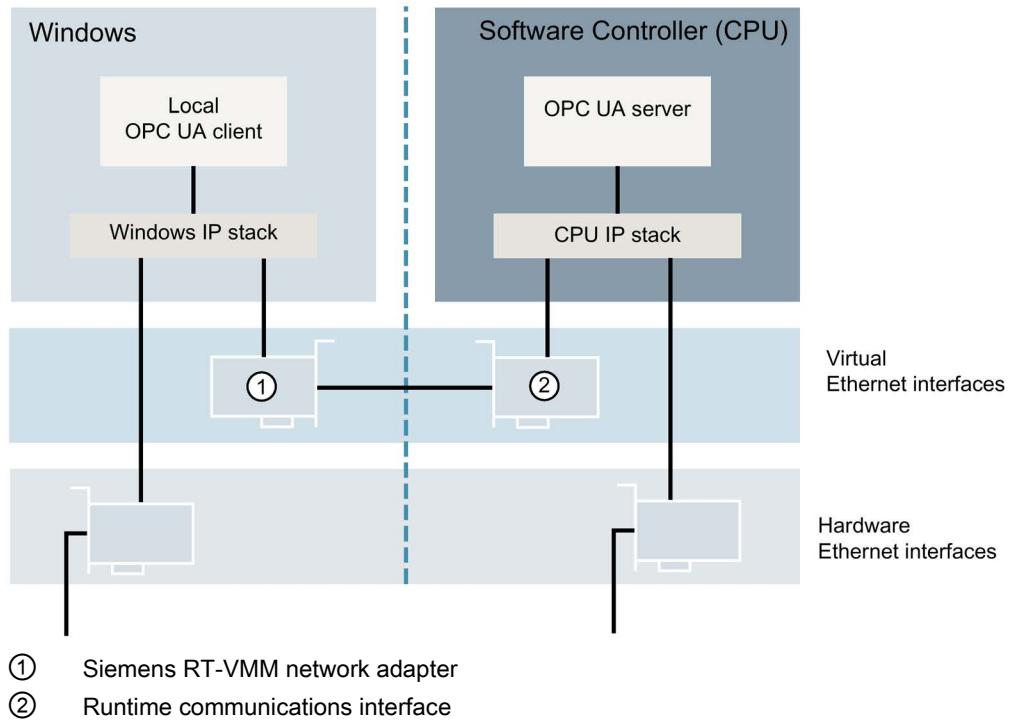 Windows
Software Controller (CPU)
Local
OPC UA client
OPC UA server
Windows IP stack
CPU IP stack
1
2
Virtual
Ethernet interfaces
Hardware
Ethernet interfaces
① Siemens RT-VMM network adapter
② Runtime communications interface